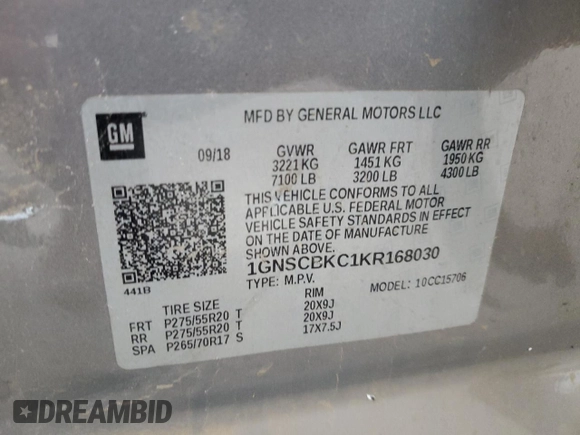 GM
MFD BY GENERAL MOTORS LLC
09/18 GVWR GAWR FRT GAWR RR
3221 KG 1451 KG 1950 KG
7100 LB 3200 LB 4300 LB
THIS VEHICLE CONFORMS TO ALL
APPLICABLE U.S. FEDERAL MOTOR
VEHICLE SAFETY STANDARDS IN EFFECT
ON THE DATE OF MANUFACTURE
SHOWN ABOVE.
1GNSCBKC1KR168030
441B TYPE: M.P.V. MODEL: 10CC15706
TIRE SIZE RIM
FRT P275/55R20 T 20X9J
RR P275/55R20 T 20X9J
SPA P265/70R17 S 17X7.5J
DREAMBID